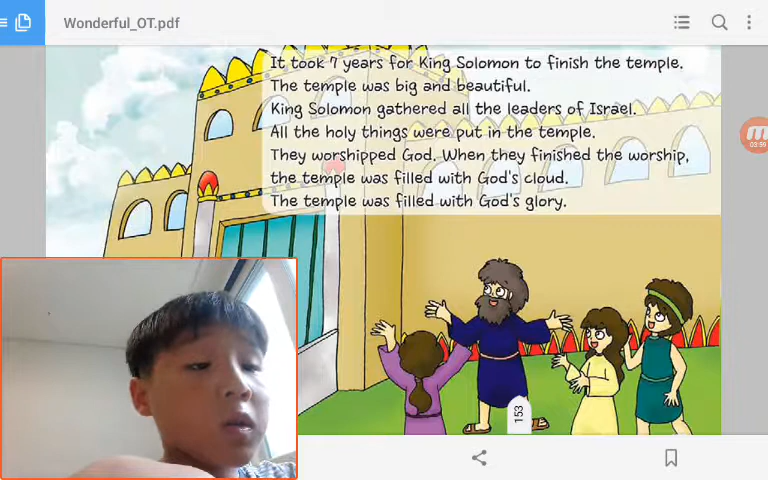 Wonderful_OT.pdf
It took 7 years for King Solomon to finish the temple.
The temple was big and beautiful.
King Solomon gathered all the leaders of Israel.
All the holy things were put in the temple.
They worshipped God. When they finished the worship,
the temple was filled with God's cloud.
The temple was filled with God's glory.
03:59
153